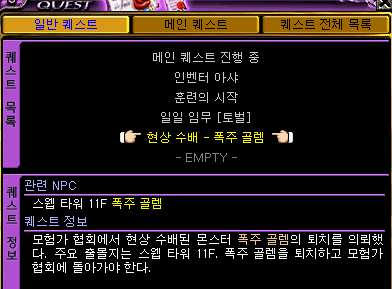 QUEST
일반 퀘스트 메인 퀘스트 퀘스트 전체 목록
퀘스트 목록
메인 퀘스트 진행 중
인벤터 아샤
훈련의 시작
일일 임무 [토벌]
현상 수배 - 폭주 골렘
- EMPTY -
퀘스트 정보
관련 NPC
스웹 타워 11F 폭주 골렘
퀘스트 정보
모험가 협회에서 현상 수배된 몬스터 폭주 골렘의 퇴치를 의뢰했
다. 주요 출몰지는 스웹 타워 11F. 폭주 골렘을 퇴치하고 모험가
협회에 돌아가야 한다.